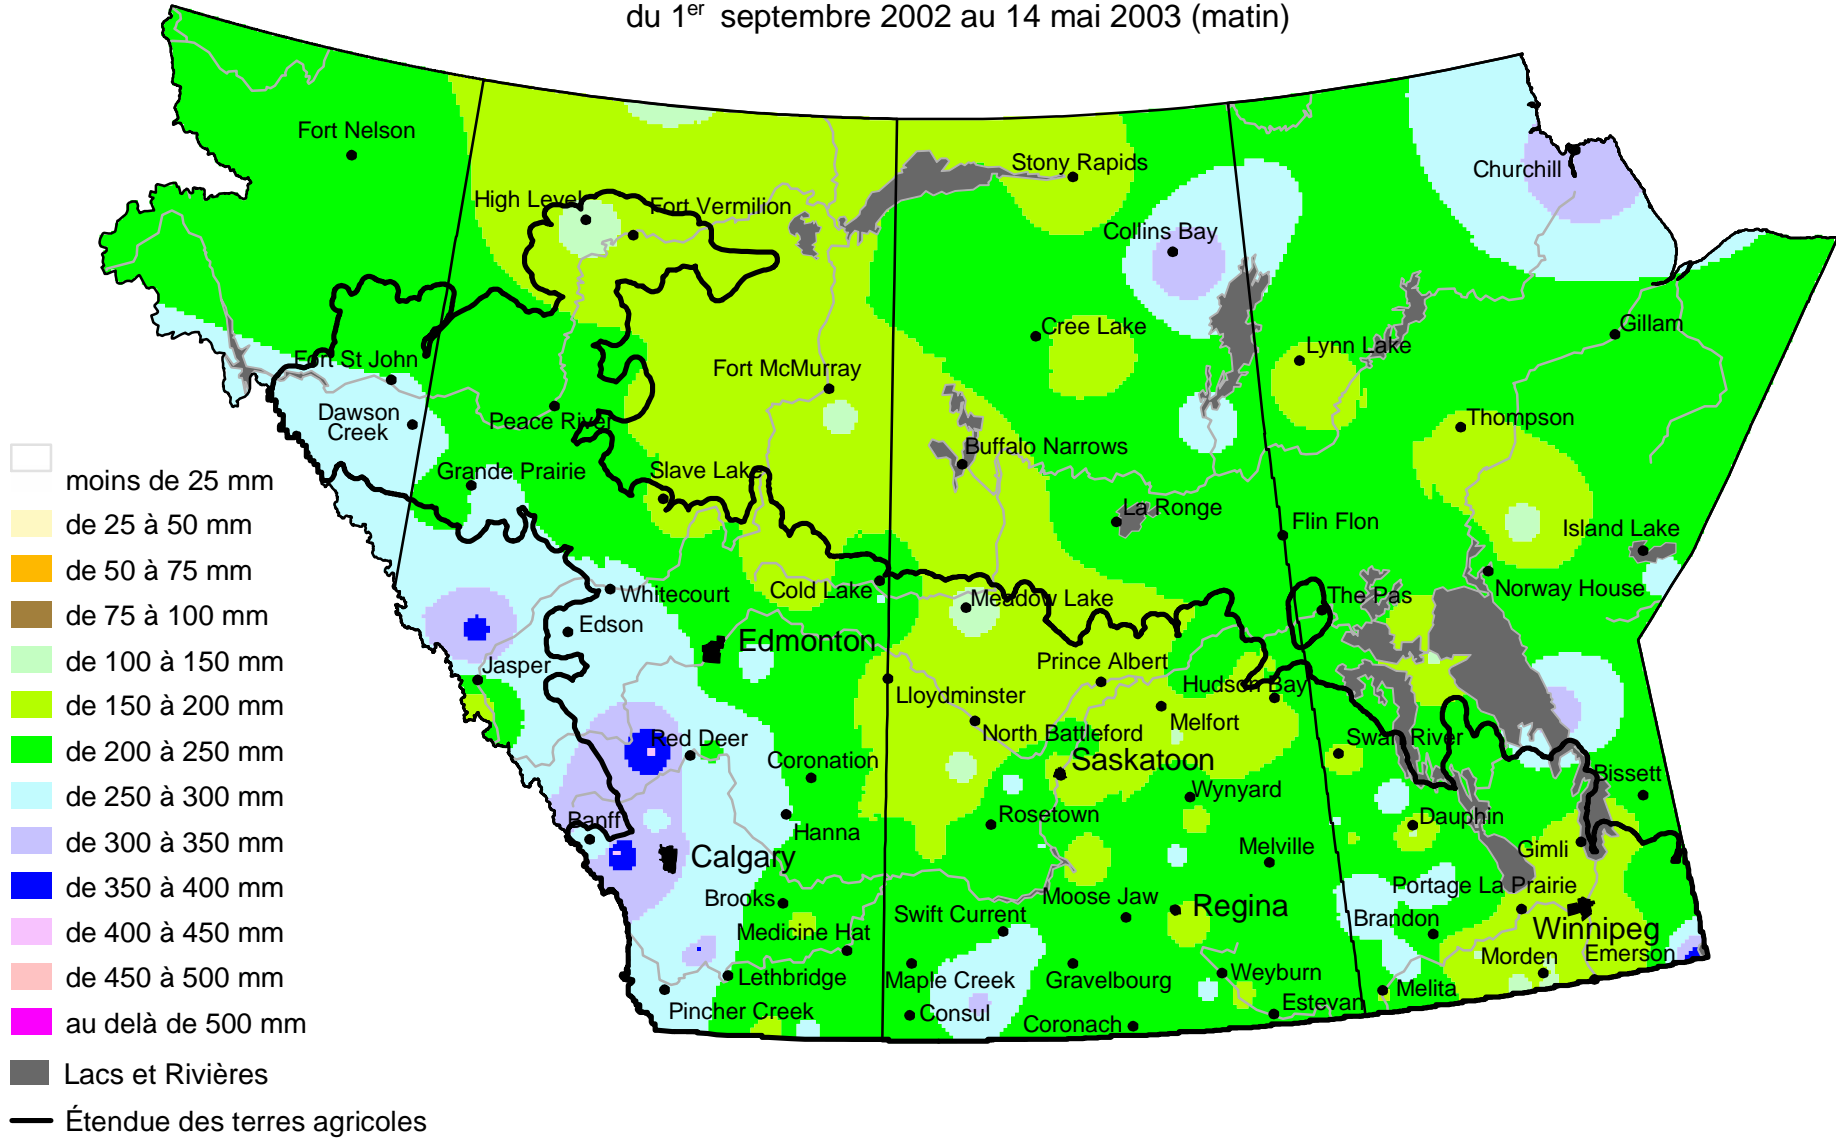 du 1er septembre 2002 au 14 mai 2003 (matin)
Fort Nelson
Stony Rapids
Churchill
High Level
Fort Vermilion
Collins Bay
Cree Lake
Gillam
Lynn Lake
Fort St John
Fort McMurray
Dawson
Creek
Peace River
Thompson
Buffalo Narrows
Grande Prairie
Slave Lake
La Ronge
Flin Flon
Island Lake
Whitecourt
Cold Lake
Meadow Lake
The Pas
Norway House
Edson
Edmonton
Jasper
Prince Albert
Lloydminster
Hudson Bay
Melfort
North Battleford
Red Deer
Swan River
Coronation
Saskatoon
Bissett
Wynyard
Banff
Hanna
Rosetown
Dauphin
Calgary
Melville
Gimli
Brooks
Moose Jaw
Portage La Prairie
Swift Current
Regina
Brandon
Medicine Hat
Winnipeg
Lethbridge
Maple Creek
Gravelbourg
Weyburn
Morden
Emerson
Pincher Creek
Consul
Coronach
Estevan
Melita
moins de 25 mm
de 25 à 50 mm
de 50 à 75 mm
de 75 à 100 mm
de 100 à 150 mm
de 150 à 200 mm
de 200 à 250 mm
de 250 à 300 mm
de 300 à 350 mm
de 350 à 400 mm
de 400 à 450 mm
de 450 à 500 mm
au delà de 500 mm
Lacs et Rivières
Étendue des terres agricoles